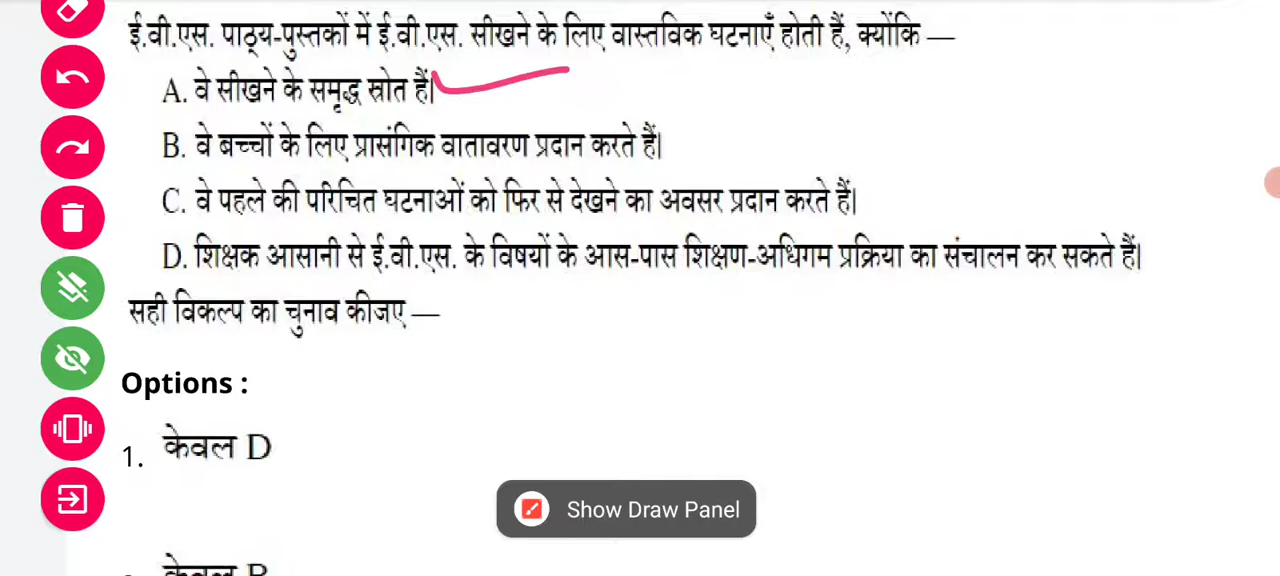 ई.वी.एस. पाठ्य-पुस्तकों में ई.वी.एस. सीखने के लिए वास्तविक घटनाएँ होती हैं, क्योंकि —
A. वे सीखने के समृद्ध स्रोत हैं।
B. वे बच्चों के लिए प्रासंगिक वातावरण प्रदान करते हैं।
C. वे पहले की परिचित घटनाओं को फिर से देखने का अवसर प्रदान करते हैं।
D. शिक्षक आसानी से ई.वी.एस. के विषयों के आस-पास शिक्षण-अधिगम प्रक्रिया का संचालन कर सकते हैं।
सही विकल्प का चुनाव कीजए —
Options :
1. केवल D
Show Draw Panel
केवल B